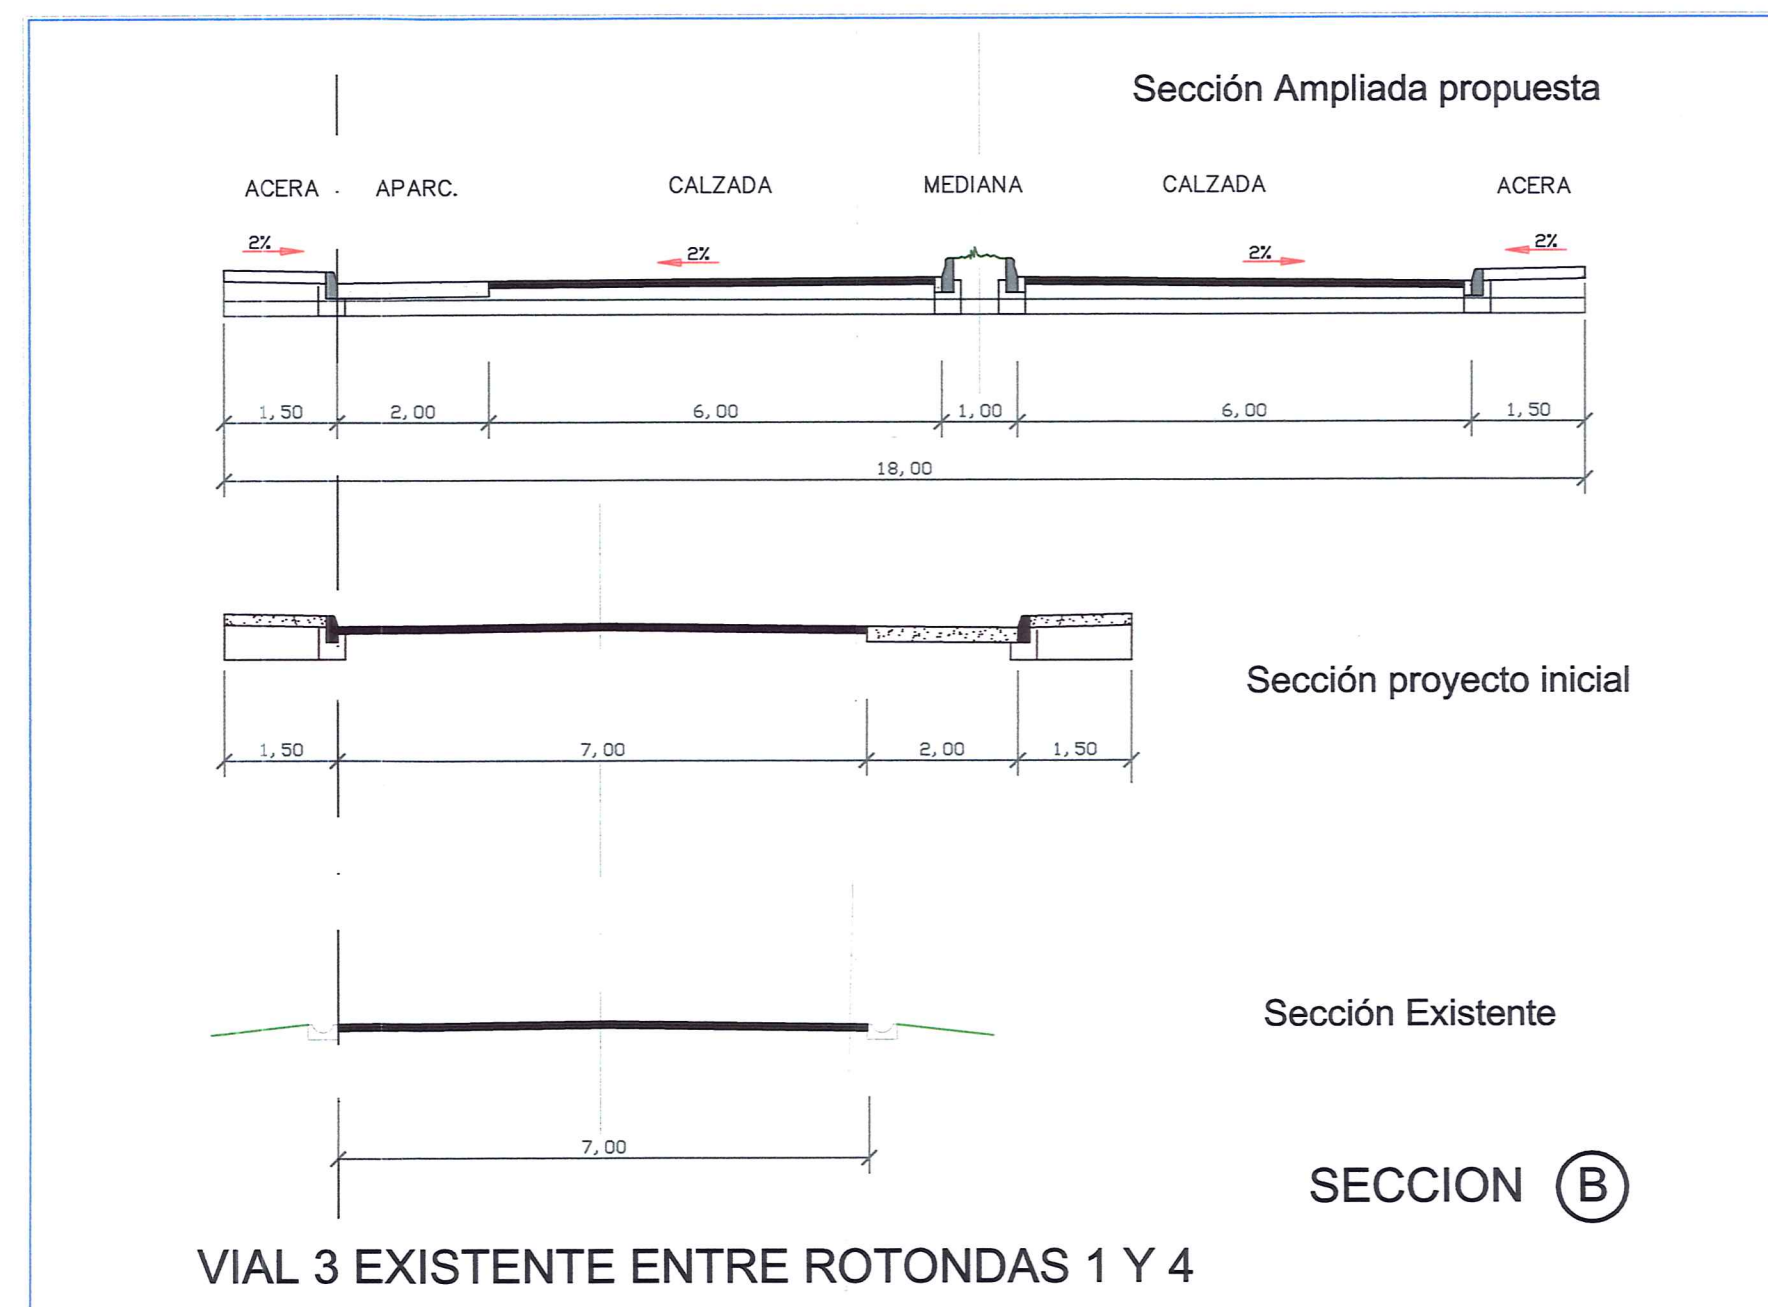 Sección Ampliada propuesta
ACERA APARC. CALZADA MEDIANA CALZADA ACERA
2% 2% 2% 2%
1,50 2,00 6,00 1,00 6,00 1,50
18,00
Sección proyecto inicial
1,50 7,00 2,00 1,50
Sección Existente
7,00
SECCION B
VIAL 3 EXISTENTE ENTRE ROTONDAS 1 Y 4